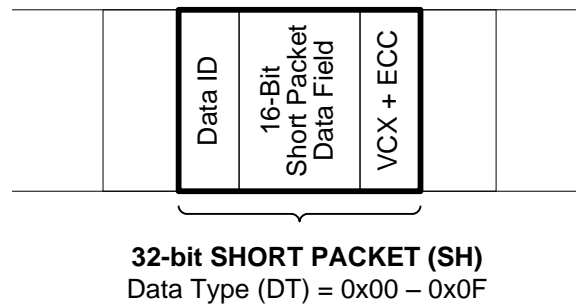 Data ID
16-Bit
Short Packet
Data Field
VCX + ECC
32-bit SHORT PACKET (SH)
Data Type (DT) = 0x00 – 0x0F